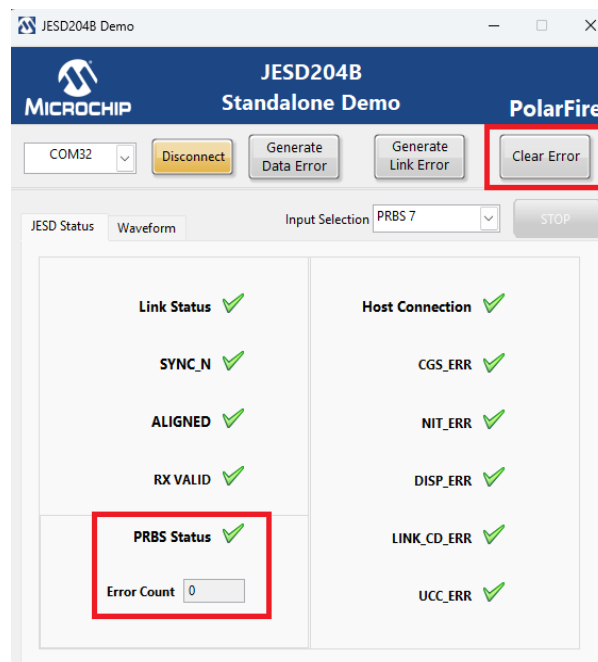 JESD204B Demo
MICROCHIP
JESD204B
Standalone Demo
PolarFire
COM32
Disconnect
Generate
Data Error
Generate
Link Error
Clear Error
JESD Status
Waveform
Input Selection
PRBS 7
STOP
Link Status
Host Connection
SYNC_N
CGS_ERR
ALIGNED
NIT_ERR
RX VALID
DISP_ERR
PRBS Status
LINK_CD_ERR
Error Count
0
UCC_ERR